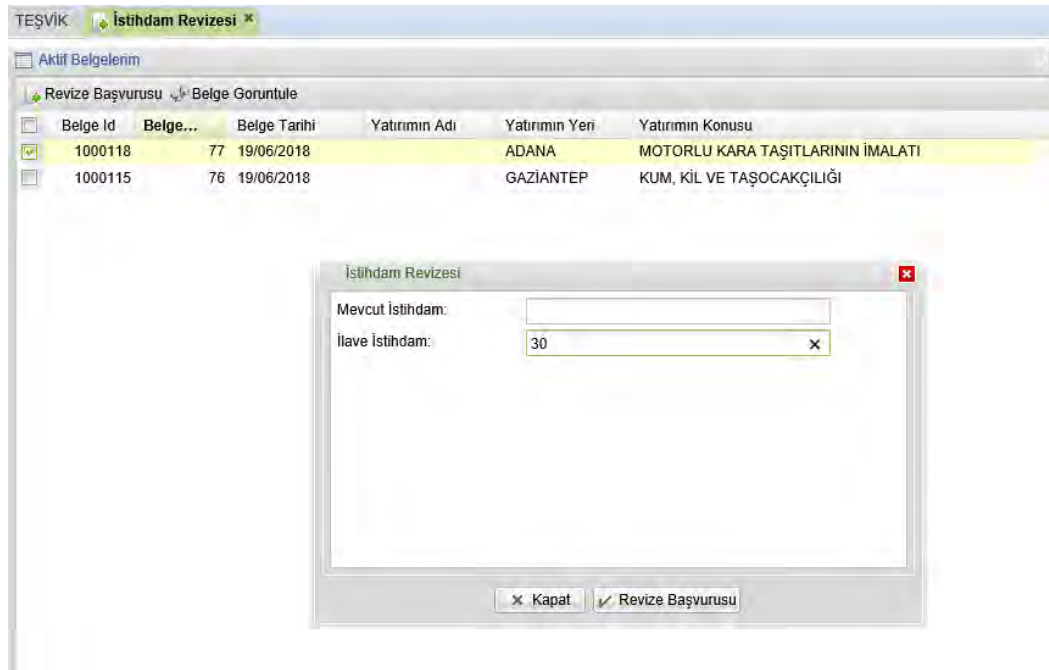 TEŞVİK İstihdam Revizesi
Aktif Belgelerim
Revize Başvurusu Belge Goruntule
Belge Id Belge... Belge Tarihi Yatırımın Adı Yatırımın Yeri Yatırımın Konusu
1000118 77 19/06/2018 ADANA MOTORLU KARA TAŞITLARININ İMALATI
1000115 76 19/06/2018 GAZİANTEP KUM, KİL VE TAŞOCAKÇILIĞI
İstihdam Revizesi
Mevcut İstihdam:
İlave İstihdam: 30
Kapat Revize Başvurusu